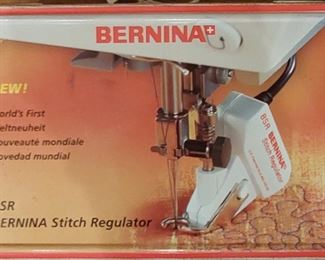 BERNINA+
EW!
orld's First
eltneuheit
ouveauté mondiale
ovedad mundial
BSR BERNINA
Stitch Regulator
SR
ERNINA Stitch Regulator